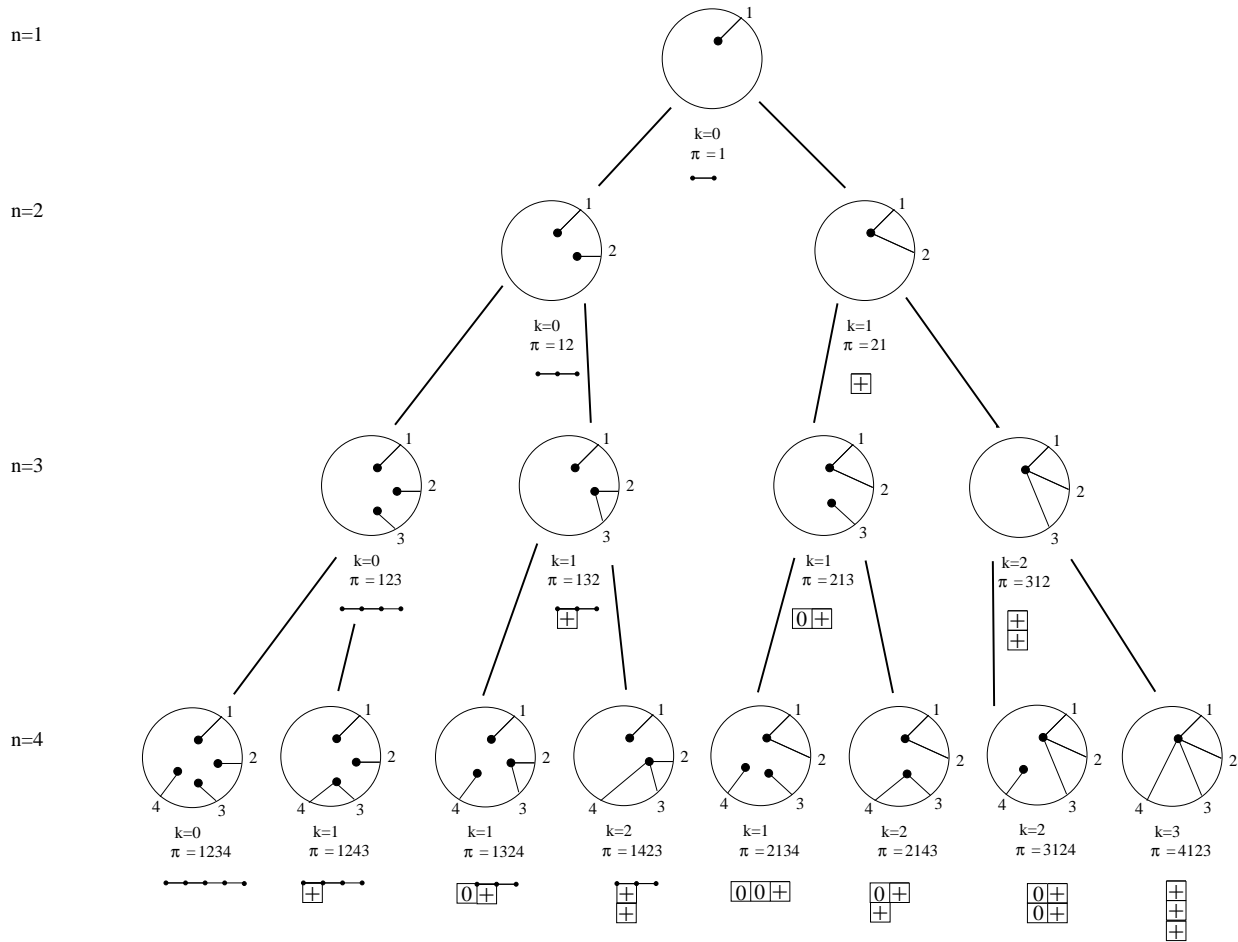 n=1
1
k=0
π = 1
n=2
1
2
k=0
π = 12
1
2
k=1
π = 21
+
n=3
1
2
3
k=0
π = 123
1
2
3
k=1
π = 132
+
1
2
3
k=1
π = 213
0 +
1
2
3
k=2
π = 312
+
+
n=4
1
2
3
4
k=0
π = 1234
1
2
3
4
k=1
π = 1243
+
1
2
3
4
k=1
π = 1324
0 +
1
2
3
4
k=2
π = 1423
+
+
1
2
3
4
k=1
π = 2134
0 0 +
1
2
3
4
k=2
π = 2143
0 +
+
1
2
3
4
k=2
π = 3124
0 +
0 +
1
2
3
4
k=3
π = 4123
+
+
+